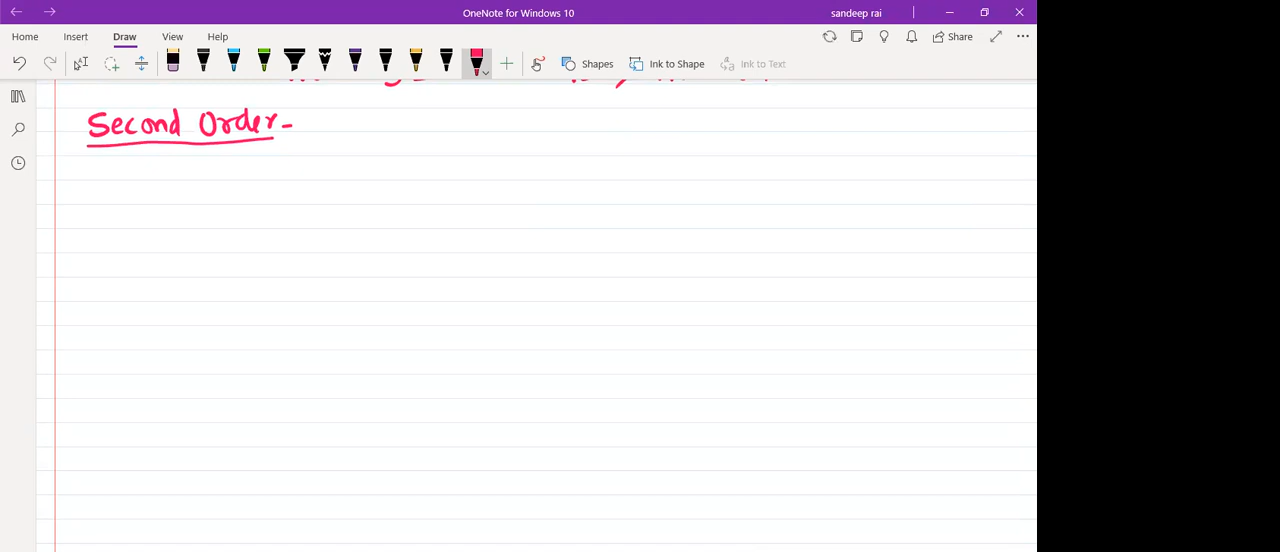 OneNote for Windows 10
sandeep rai
Home Insert Draw View Help
Share
Shapes Ink to Shape Ink to Text
Second Order-